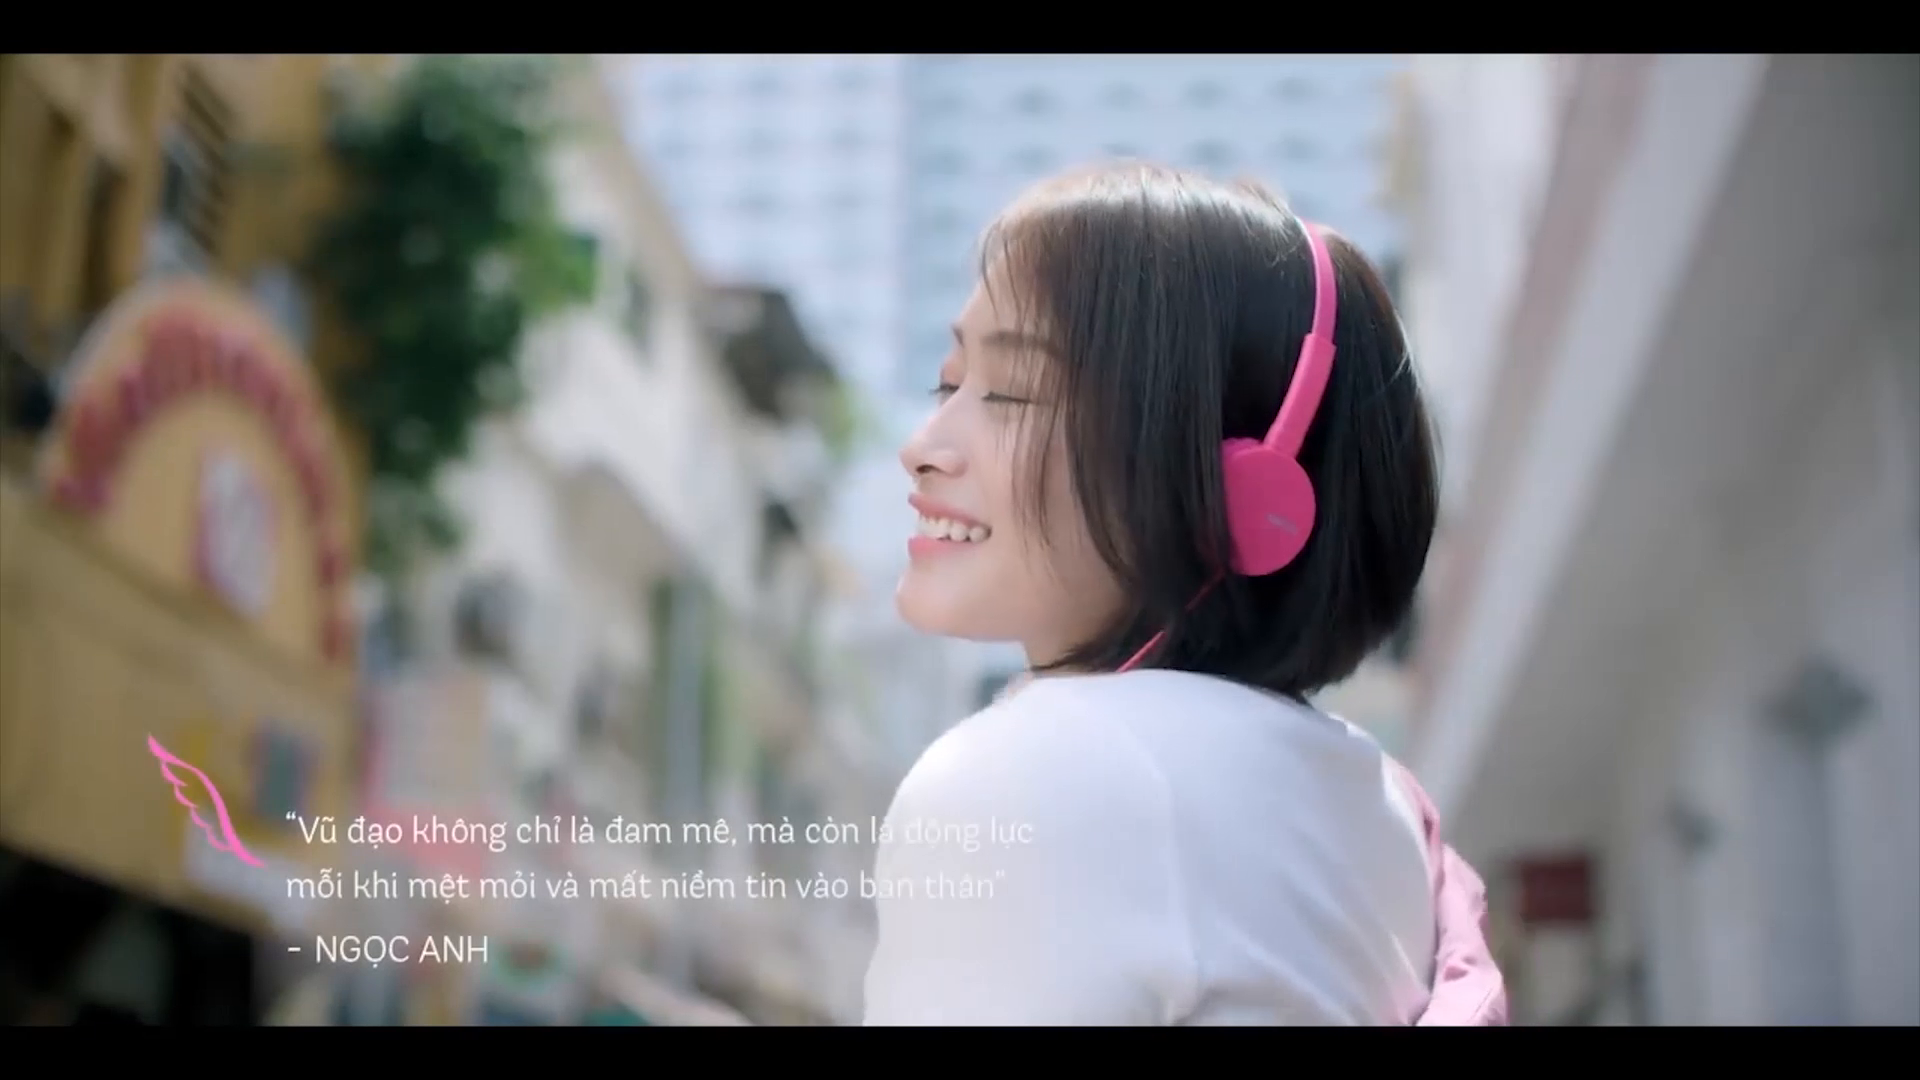 “Vũ đạo không chỉ là đam mê, mà còn là động lực
mỗi khi mệt mỏi và mất niềm tin vào bản thân”
- NGỌC ANH